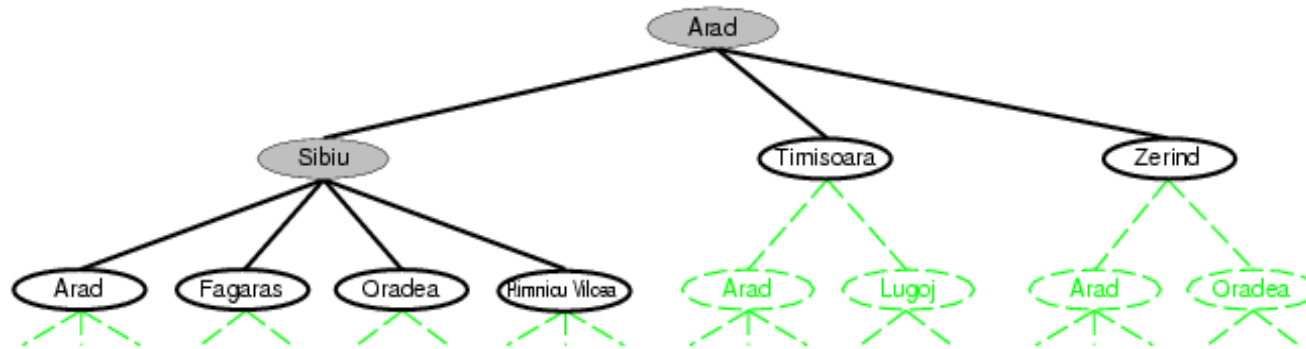 Arad
Sibiu Timisoara Zerind
Arad Fagaras Oradea Rimnicu Vilcea Arad Lugoj Arad Oradea